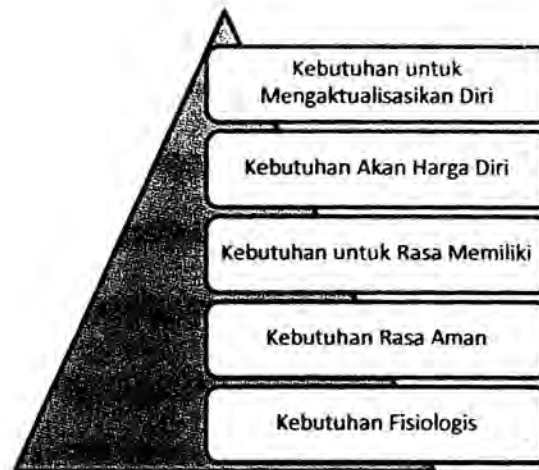 Kebutuhan untuk
Mengaktualisasikan Diri
Kebutuhan Akan Harga Diri
Kebutuhan untuk Rasa Memiliki
Kebutuhan Rasa Aman
Kebutuhan Fisiologis